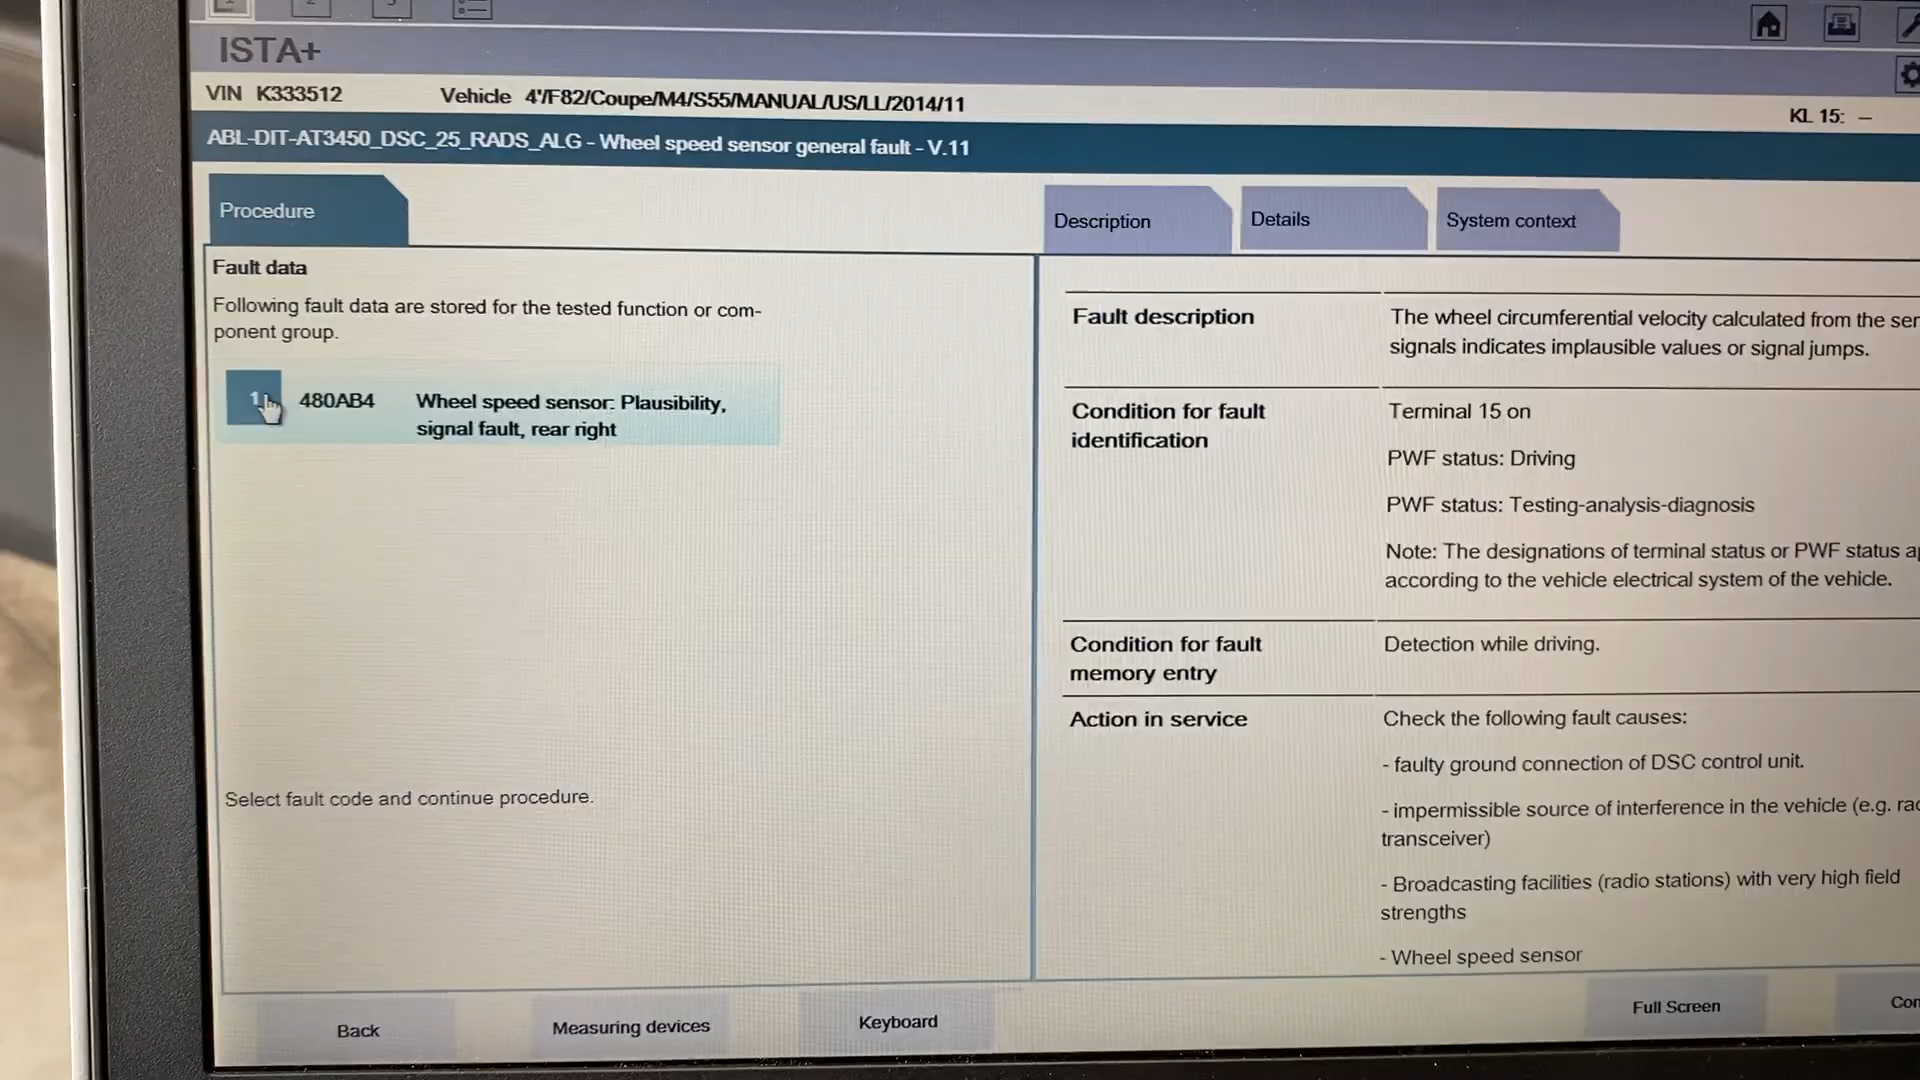 ISTA+
VIN K333512
Vehicle 4'/F82/Coupe/M4/S55/MANUAL/US/LL/2014/11
KL 15: –
ABL-DIT-AT3450_DSC_25_RADS_ALG - Wheel speed sensor general fault - V.11
Procedure
Description
Details
System context
Fault data
Following fault data are stored for the tested function or com-
ponent group.
1 480AB4 Wheel speed sensor: Plausibility,
signal fault, rear right
Select fault code and continue procedure.
Fault description
The wheel circumferential velocity calculated from the
signals indicates implausible values or signal jumps.
Condition for fault
identification
Terminal 15 on
PWF status: Driving
PWF status: Testing-analysis-diagnosis
Note: The designations of terminal status or PWF status
according to the vehicle electrical system of the vehicle.
Condition for fault
memory entry
Detection while driving.
Action in service
Check the following fault causes:
- faulty ground connection of DSC control unit.
- impermissible source of interference in the vehicle (e.g.
transceiver)
- Broadcasting facilities (radio stations) with very high field
strengths
- Wheel speed sensor
Back
Measuring devices
Keyboard
Full Screen